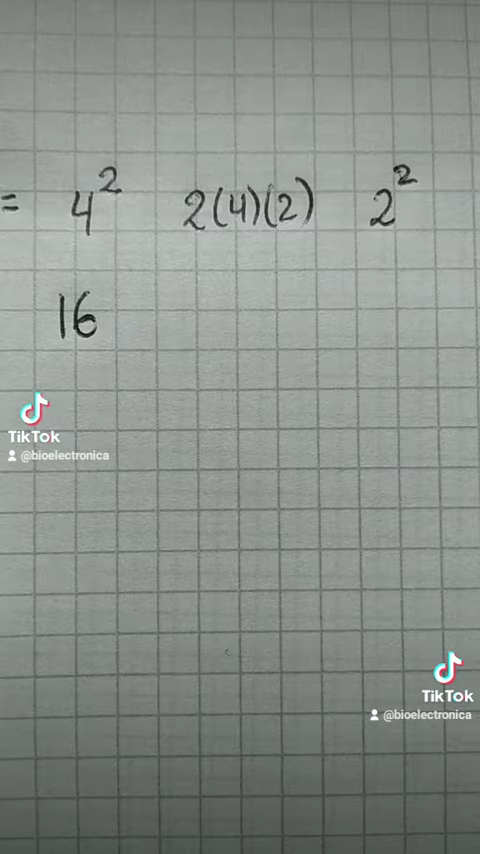 = 4² 2(4)(2) 2²
16
TikTok
@bioelectronica
TikTok
@bioelectronica